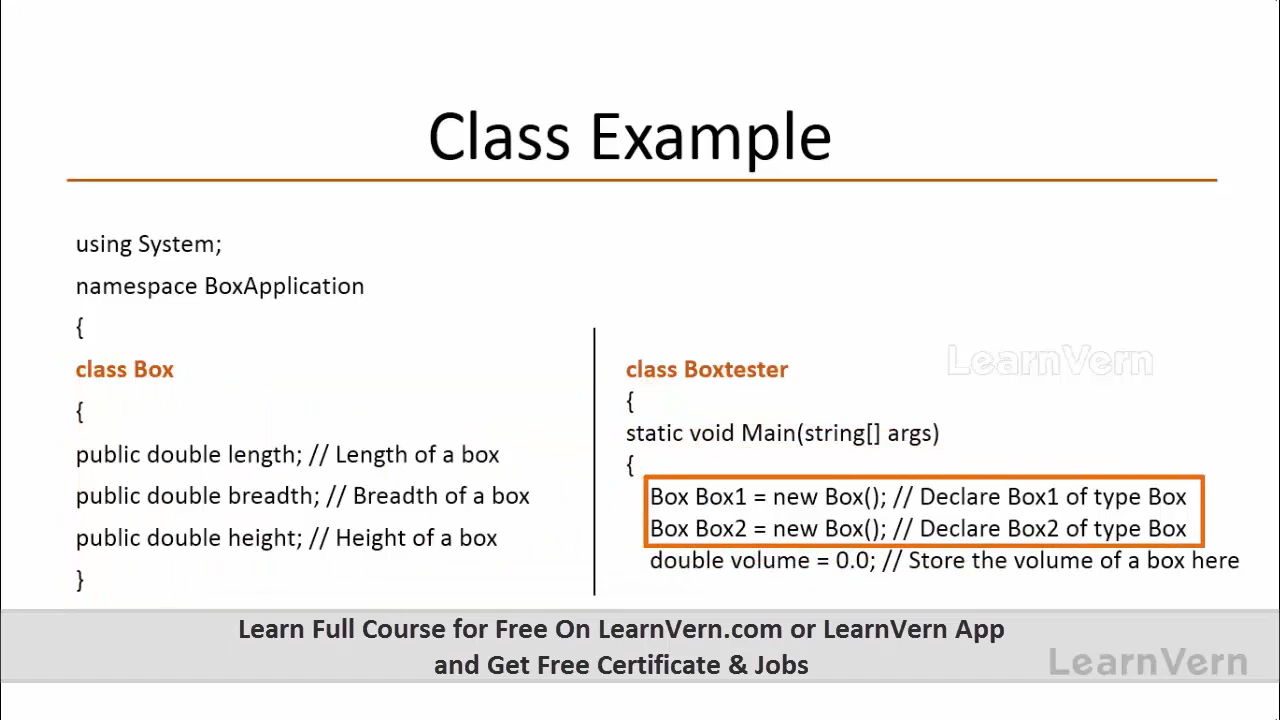 Class Example
using System;
namespace BoxApplication
{
class Box
{
public double length; // Length of a box
public double breadth; // Breadth of a box
public double height; // Height of a box
}
LearnVern
class Boxtester
{
static void Main(string[] args)
{
Box Box1 = new Box(); // Declare Box1 of type Box
Box Box2 = new Box(); // Declare Box2 of type Box
double volume = 0.0; // Store the volume of a box here
Learn Full Course for Free On LearnVern.com or LearnVern App
and Get Free Certificate & Jobs
LearnVern